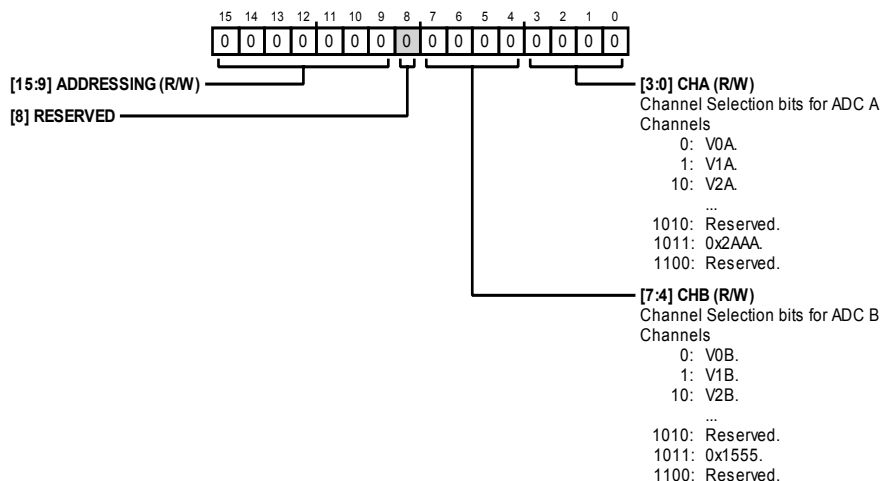 15 14 13 12 11 10 9 8 7 6 5 4 3 2 1 0
0 0 0 0 0 0 0 0 0 0 0 0 0 0 0 0
[15:9] ADDRESSING (R/W)
[8] RESERVED
[3:0] CHA (R/W)
Channel Selection bits for ADC A
Channels
0: V0A.
1: V1A.
10: V2A.
...
1010: Reserved.
1011: 0x2AAA.
1100: Reserved.
[7:4] CHB (R/W)
Channel Selection bits for ADC B
Channels
0: V0B.
1: V1B.
10: V2B.
...
1010: Reserved.
1011: 0x1555.
1100: Reserved.